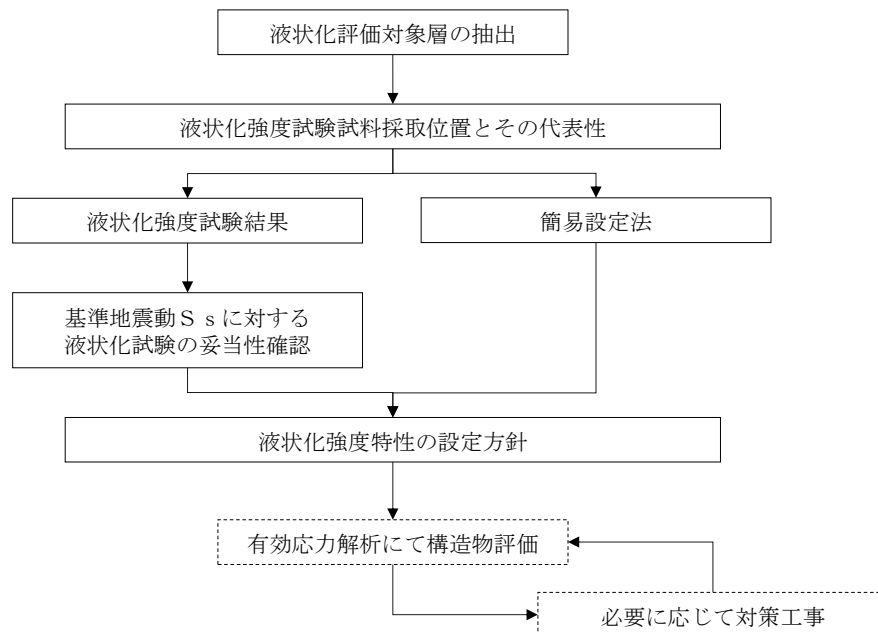 液状化評価対象層の抽出
液状化強度試験試料採取位置とその代表性
液状化強度試験結果
簡易設定法
基準地震動Ｓｓに対する
液状化試験の妥当性確認
液状化強度特性の設定方針
有効応力解析にて構造物評価
必要に応じて対策工事